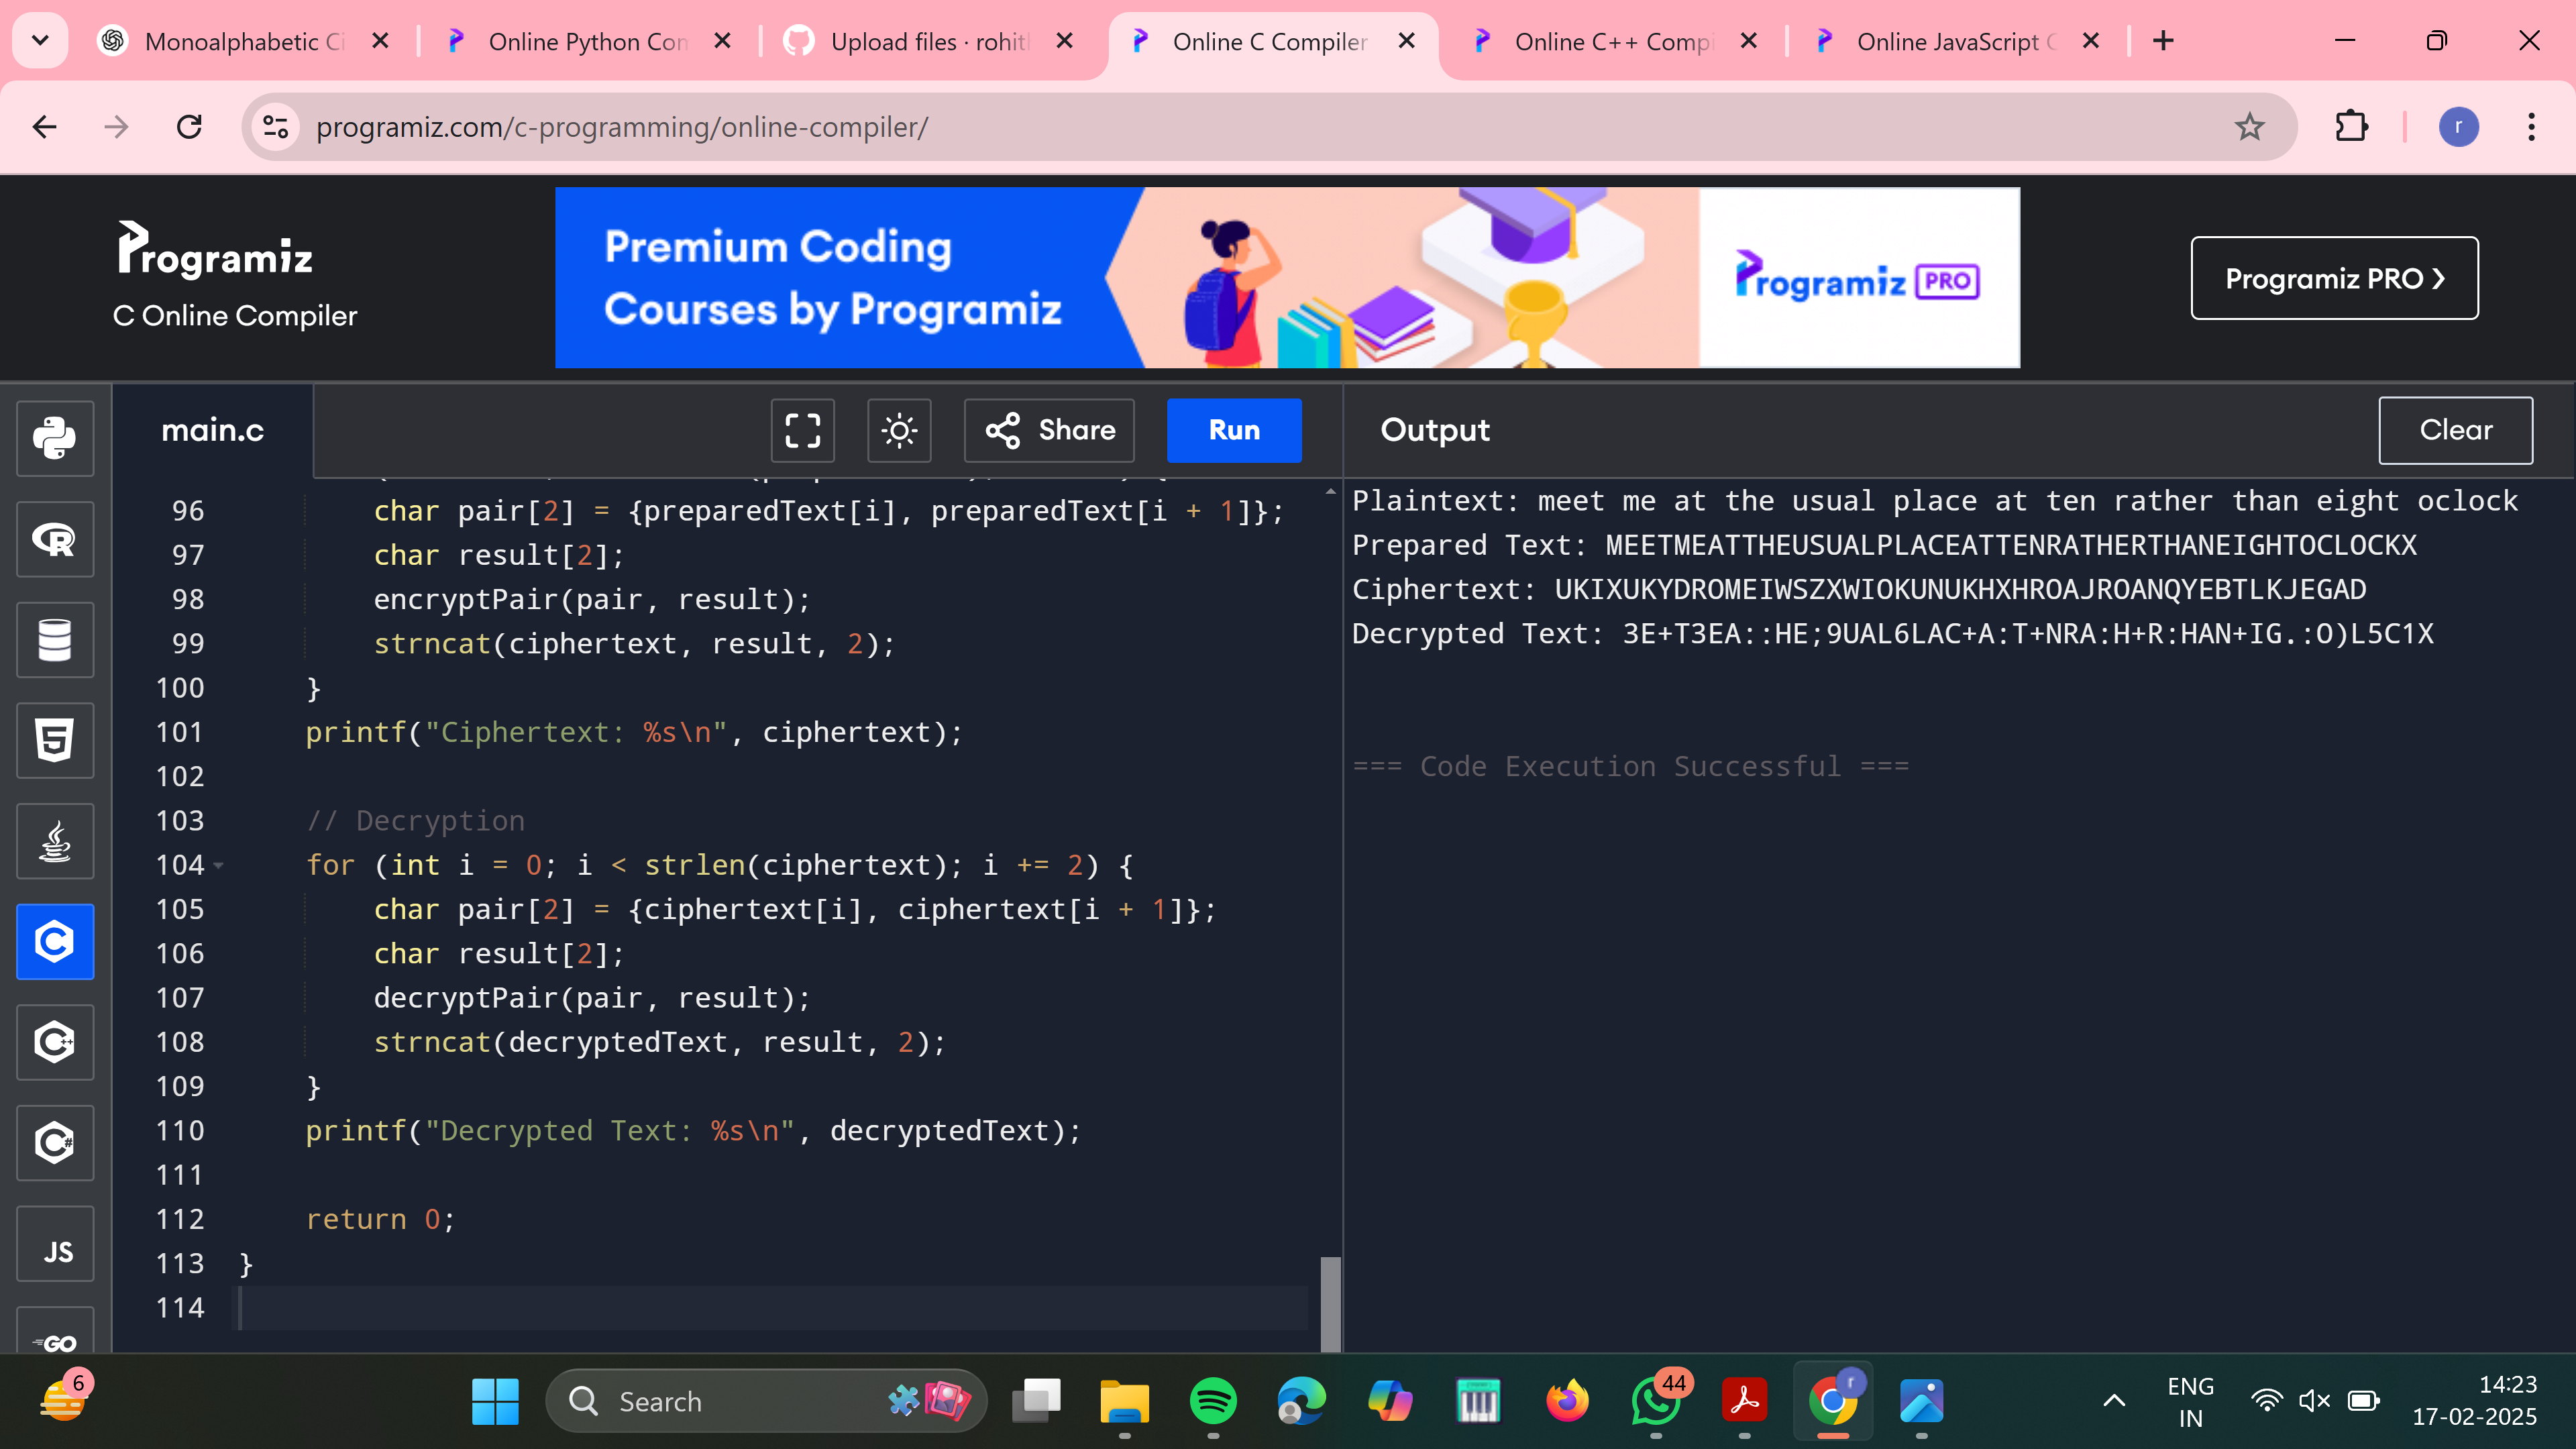 Monoalphabetic Ci
Online Python Con
Upload files · rohit
Online C Compiler
Online C++ Compi
Online JavaScript C
programiz.com/c-programming/online-compiler/
r
Programiz
C Online Compiler
Premium Coding
Courses by Programiz
Programiz PRO
Programiz PRO ❯
main.c
Share
Run
Output
Clear
96 char pair[2] = {preparedText[i], preparedText[i + 1]};
97 char result[2];
98 encryptPair(pair, result);
99 strncat(ciphertext, result, 2);
100 }
101 printf("Ciphertext: %s\n", ciphertext);
102
103 // Decryption
104 for (int i = 0; i < strlen(ciphertext); i += 2) {
105 char pair[2] = {ciphertext[i], ciphertext[i + 1]};
106 char result[2];
107 decryptPair(pair, result);
108 strncat(decryptedText, result, 2);
109 }
110 printf("Decrypted Text: %s\n", decryptedText);
111
112 return 0;
113 }
114
Plaintext: meet me at the usual place at ten rather than eight oclock
Prepared Text: MEETMEATTHEUSUALPLACEATTENRATHERTHANEIGHTOCLOCKX
Ciphertext: UKIXUKYDROMEIWSZXWIOKUNUKHXHROAJROANQYEBTLKJEGAD
Decrypted Text: 3E+T3EA::HE;9UAL6LAC+A:T+NRA:H+R:HAN+IG.:O)L5C1X
=== Code Execution Successful ===
JS
GO
6
Search
44
r
ENG
IN
14:23
17-02-2025